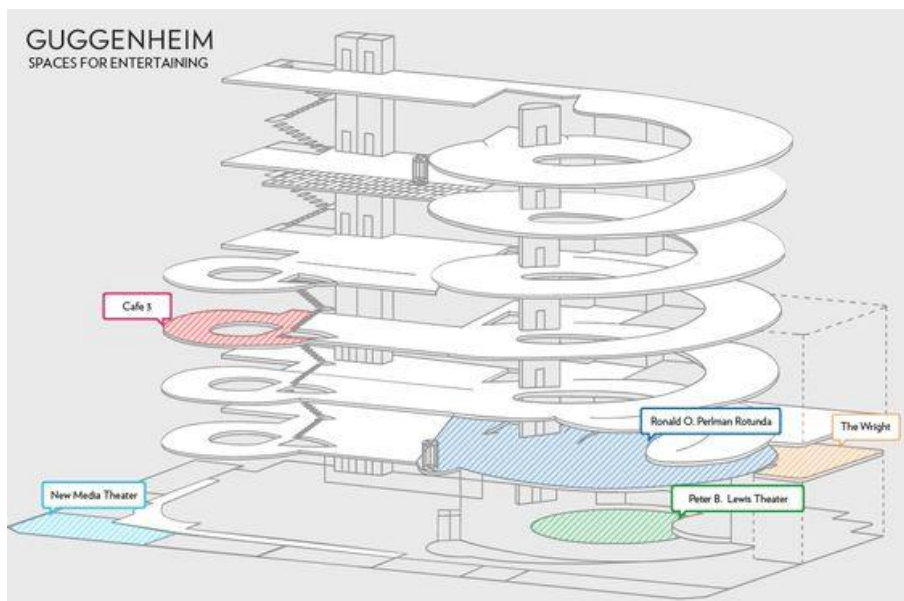 GUGGENHEIM
SPACES FOR ENTERTAINING
Cafe 3
Ronald O. Perlman Rotunda
The Wright
New Media Theater
Peter B. Lewis Theater